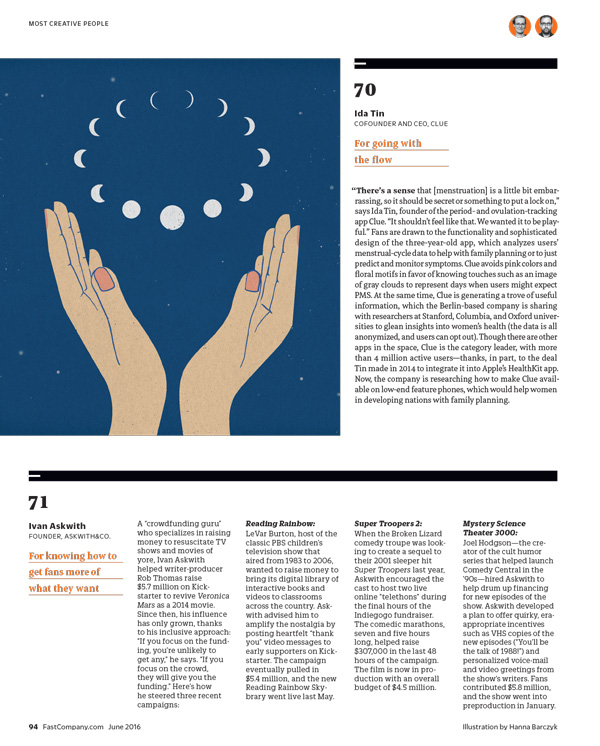 MOST CREATIVE PEOPLE
70
Ida Tin
COFOUNDER AND CEO, CLUE
For going with
the flow
“There’s a sense that [menstruation] is a little bit embar-
rassing, so it should be secret or something to put a lock on,”
says Ida Tin, founder of the period- and ovulation-tracking
app Clue. “It shouldn’t feel like that. We wanted it to be play-
ful.” Fans are drawn to the functionality and sophisticated
design of the three-year-old app, which analyzes users’
menstrual-cycle data to help with family planning or to just
predict and monitor symptoms. Clue avoids pink colors and
floral motifs in favor of knowing touches such as an image
of gray clouds to represent days when users might expect
PMS. At the same time, Clue is generating a trove of useful
information, which the Berlin-based company is sharing
with researchers at Stanford, Columbia, and Oxford univer-
sities to glean insights into women’s health (the data is all
anonymized, and users can opt out). Though there are other
apps in the space, Clue is the category leader, with more
than 4 million active users—thanks, in part, to the deal
Tin made in 2014 to integrate it into Apple’s HealthKit app.
Now, the company is researching how to make Clue avail-
able on low-end feature phones, which would help women
in developing nations with family planning.
71
Ivan Askwith
FOUNDER, ASKWITH&CO.
For knowing how to
get fans more of
what they want
A “crowdfunding guru”
who specializes in raising
money to resuscitate TV
shows and movies of
yore, Ivan Askwith
helped writer-producer
Rob Thomas raise
$5.7 million on Kick-
starter to revive Veronica
Mars as a 2014 movie.
Since then, his influence
has only grown, thanks
to his inclusive approach:
“If you focus on the fund-
ing, you’re unlikely to
get any,” he says. “If you
focus on the crowd,
they will give you the
funding.” Here’s how
he steered three recent
campaigns:
Reading Rainbow:
LeVar Burton, host of the
classic PBS children’s
television show that
aired from 1983 to 2006,
wanted to raise money to
bring its digital library of
interactive books and
videos to classrooms
across the country. Ask-
with advised him to
amplify the nostalgia by
posting heartfelt “thank
you” video messages to
early supporters on Kick-
starter. The campaign
eventually pulled in
$5.4 million, and the new
Reading Rainbow Sky-
brary went live last May.
Super Troopers 2:
When the Broken Lizard
comedy troupe was look-
ing to create a sequel to
their 2001 sleeper hit
Super Troopers last year,
Askwith encouraged the
cast to host two live
online “telethons” during
the final hours of the
Indiegogo fundraiser.
The comedic marathons,
seven and five hours
long, helped raise
$307,000 in the last 48
hours of the campaign.
The film is now in pro-
duction with an overall
budget of $4.5 million.
Mystery Science
Theater 3000:
Joel Hodgson—the cre-
ator of the cult humor
series that helped launch
Comedy Central in the
’90s—hired Askwith to
help drum up financing
for new episodes of the
show. Askwith developed
a plan to offer quirky, era-
appropriate incentives
such as VHS copies of the
new episodes (“You’ll be
the talk of 1988!”) and
personalized voice-mail
and video greetings from
the show’s writers. Fans
contributed $5.8 million,
and the show went into
preproduction in January.
94 FastCompany.com June 2016
Illustration by Hanna Barczyk